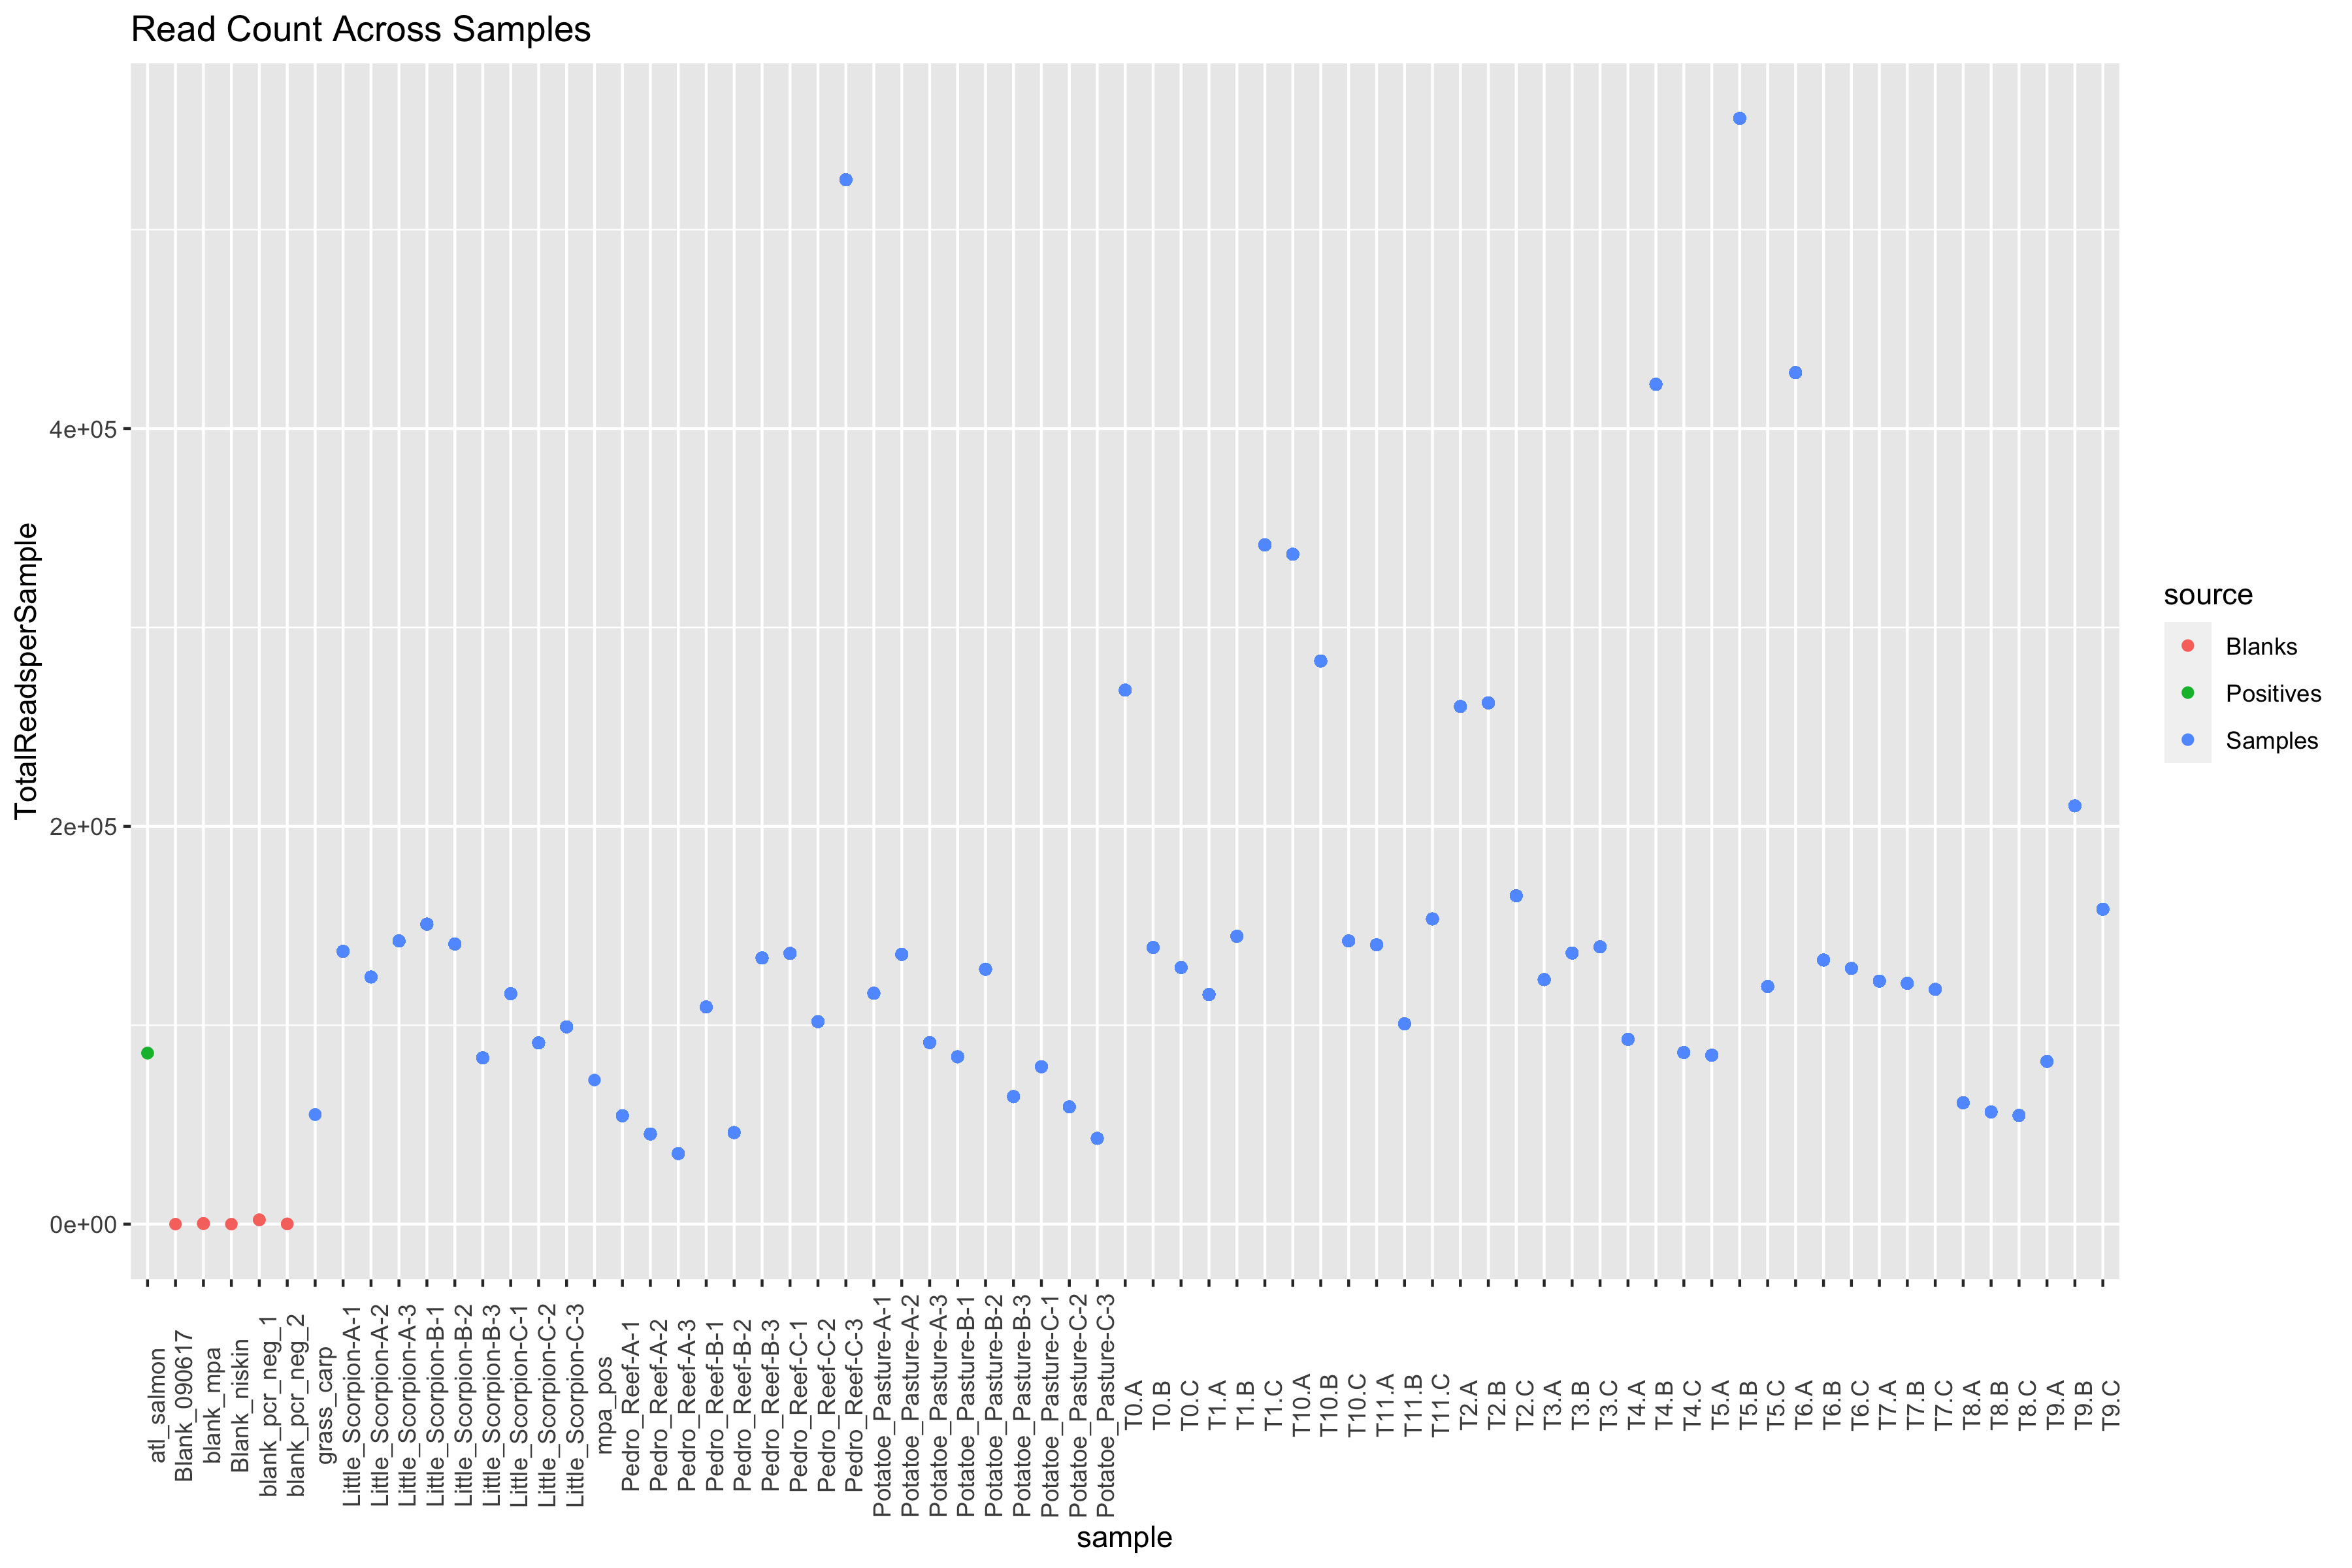 Read Count Across Samples
TotalReadsperSample
4e+05
2e+05
0e+00
atl_salmon
Blank_090617
blank_mpa
Blank_niskin
blank_pcr_neg_1
blank_pcr_neg_2
grass_carp
Little_Scorpion-A-1
Little_Scorpion-A-2
Little_Scorpion-A-3
Little_Scorpion-B-1
Little_Scorpion-B-2
Little_Scorpion-B-3
Little_Scorpion-C-1
Little_Scorpion-C-2
Little_Scorpion-C-3
mpa_pos
Pedro_Reef-A-1
Pedro_Reef-A-2
Pedro_Reef-A-3
Pedro_Reef-B-1
Pedro_Reef-B-2
Pedro_Reef-B-3
Pedro_Reef-C-1
Pedro_Reef-C-2
Pedro_Reef-C-3
Potatoe_Pasture-A-1
Potatoe_Pasture-A-2
Potatoe_Pasture-A-3
Potatoe_Pasture-B-1
Potatoe_Pasture-B-2
Potatoe_Pasture-B-3
Potatoe_Pasture-C-1
Potatoe_Pasture-C-2
Potatoe_Pasture-C-3
T0.A
T0.B
T0.C
T1.A
T1.B
T1.C
T10.A
T10.B
T10.C
T11.A
T11.B
T11.C
T2.A
T2.B
T2.C
T3.A
T3.B
T3.C
T4.A
T4.B
T4.C
T5.A
T5.B
T5.C
T6.A
T6.B
T6.C
T7.A
T7.B
T7.C
T8.A
T8.B
T8.C
T9.A
T9.B
T9.C
sample
source
Blanks
Positives
Samples